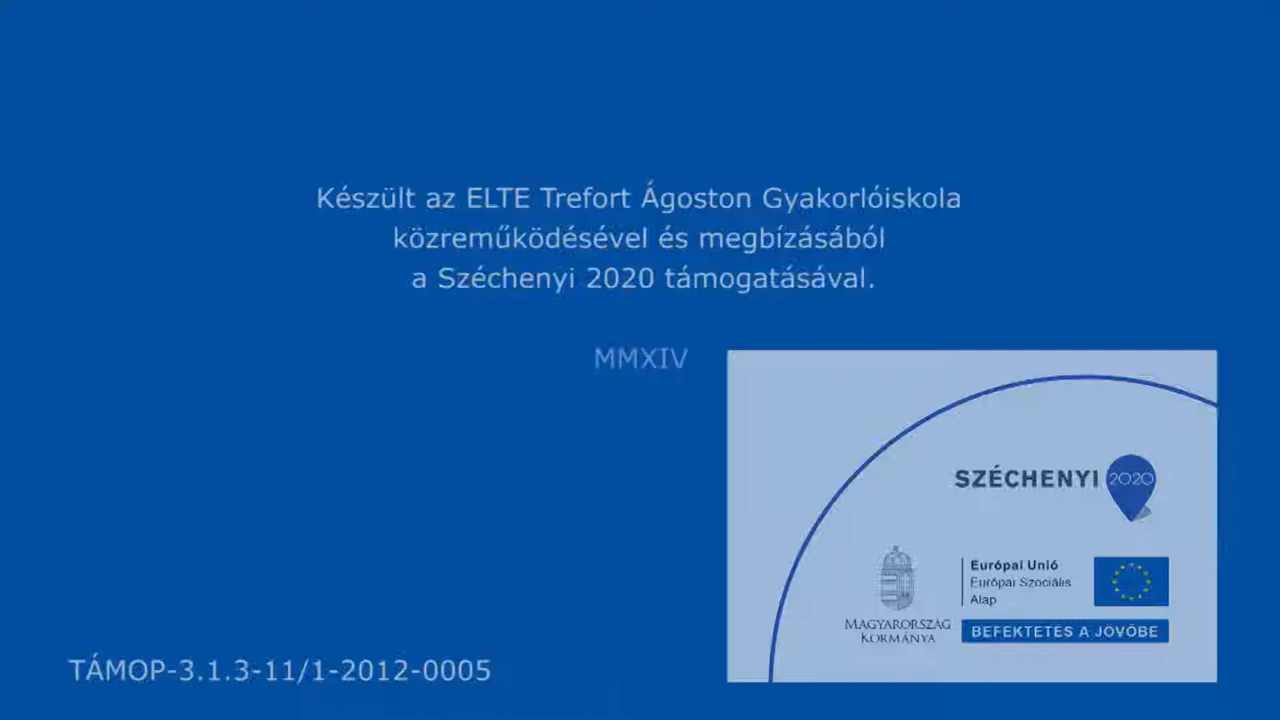 Készült az ELTE Trefort Ágoston Gyakorlóiskola
közreműködésével és megbízásából
a Széchenyi 2020 támogatásával.
MMXIV
SZÉCHENYI 2020
Európai Unió
Európai Szociális
Alap
MAGYARORSZÁG
KORMÁNYA
BEFEKTETÉS A JÖVŐBE
TÁMOP-3.1.3-11/1-2012-0005